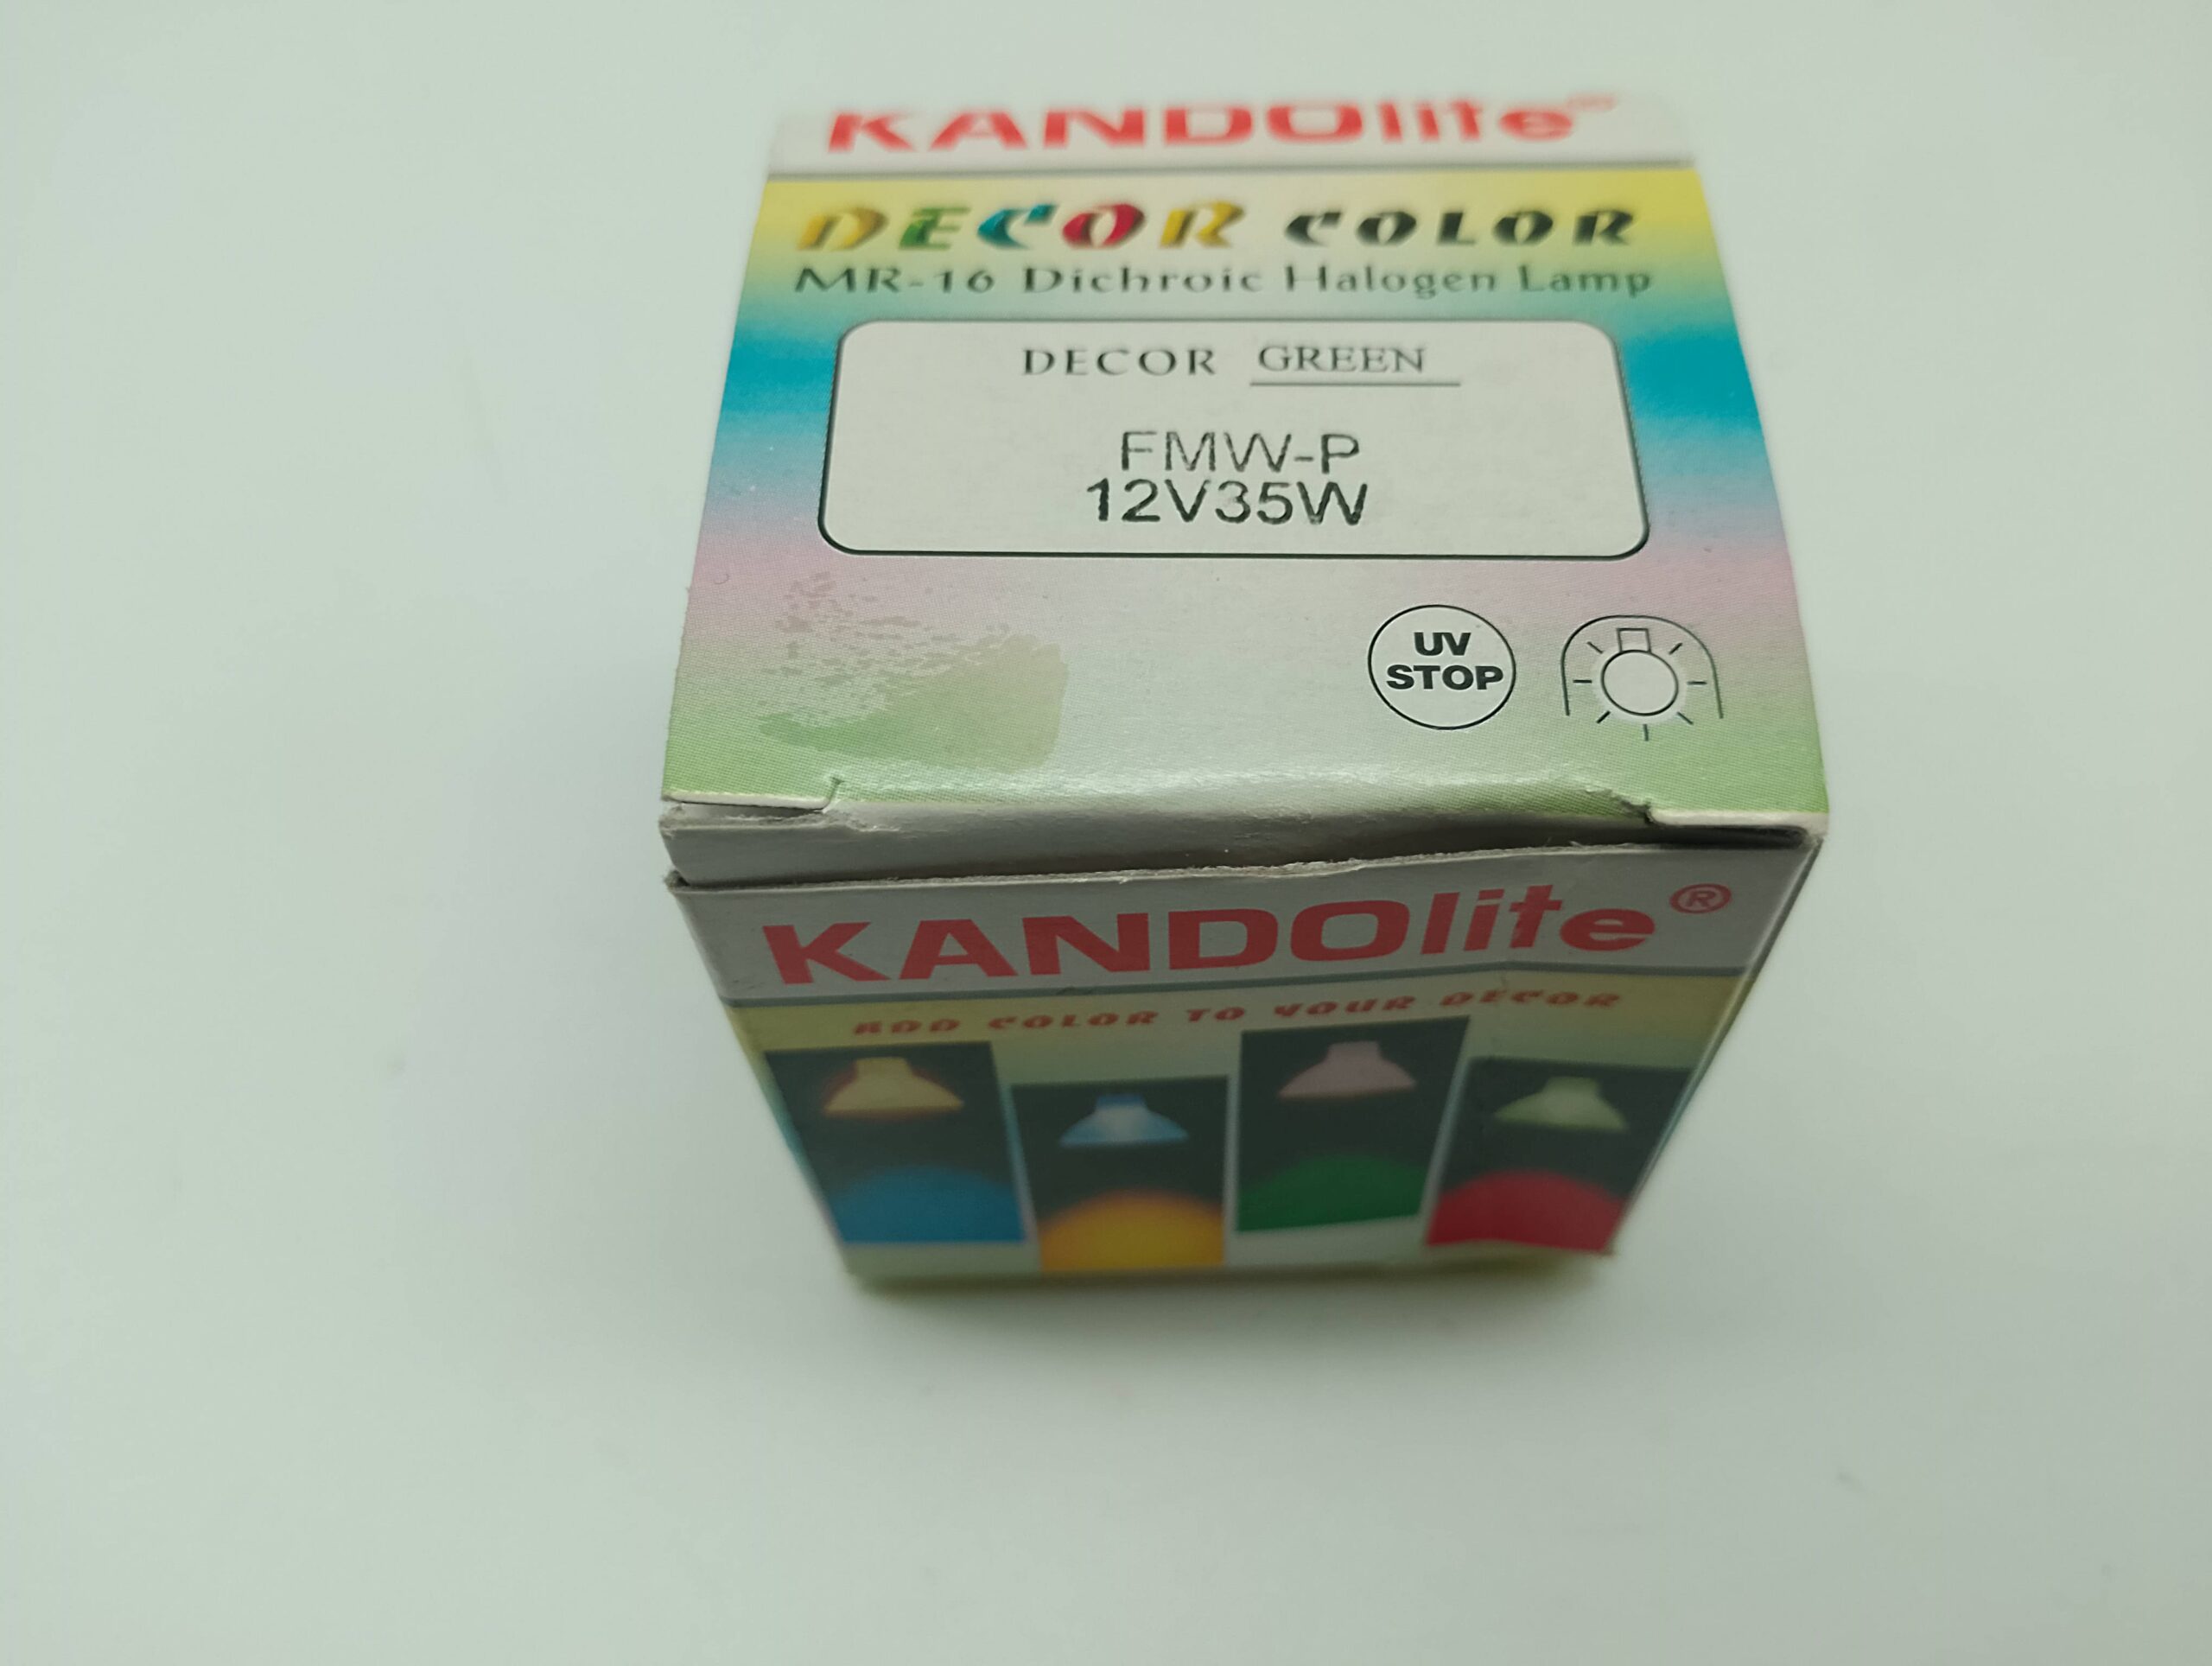 KANDOlite
DECOR COLOR
MR-16 Dichroic Halogen Lamp
DECOR GREEN
FMW-P
12V35W
UV
STOP
KANDOlite®
ADD COLOR TO YOUR DECOR